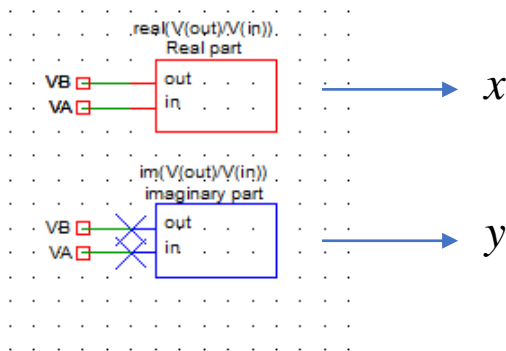 real(V(out)/V(in))
Real part
VB out
VA in
x
im(V(out)/V(in))
imaginary part
VB out
VA in
y